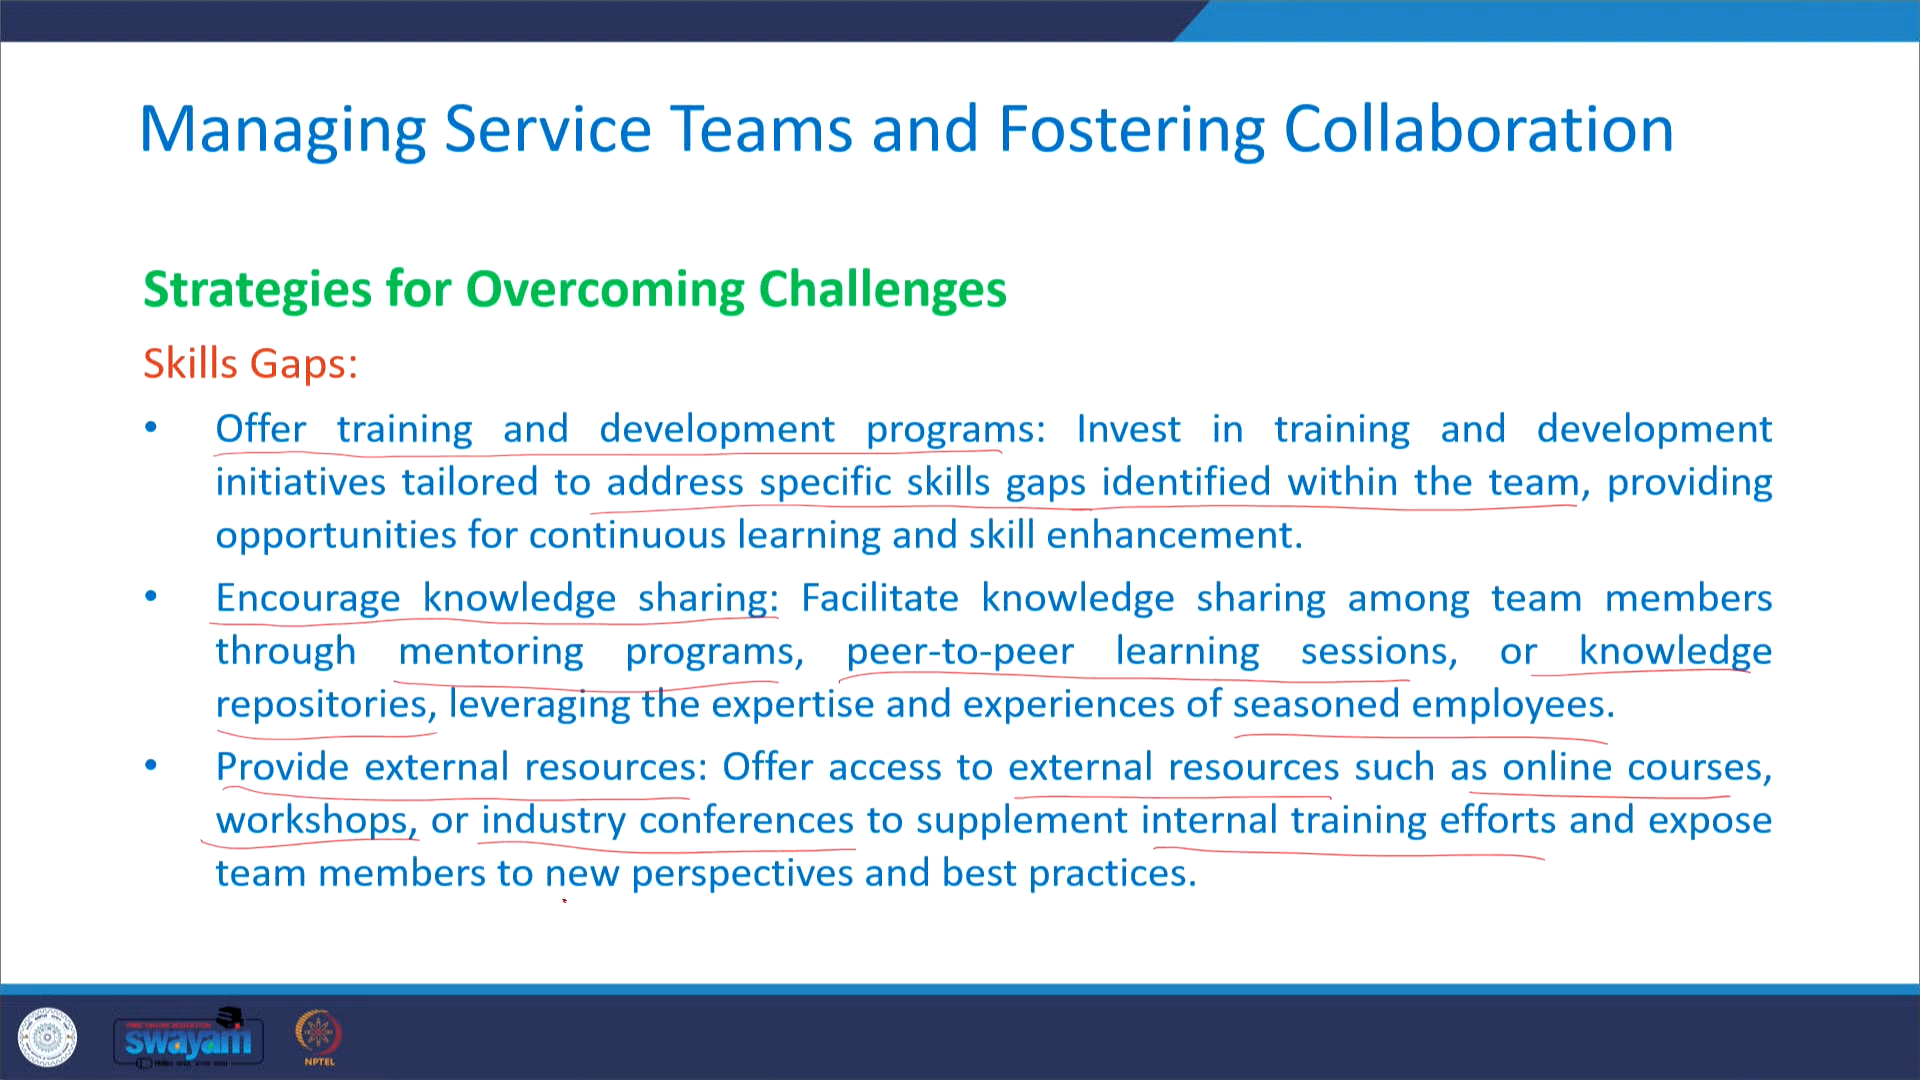 Managing Service Teams and Fostering Collaboration
Strategies for Overcoming Challenges
Skills Gaps:
• Offer training and development programs: Invest in training and development
initiatives tailored to address specific skills gaps identified within the team, providing
opportunities for continuous learning and skill enhancement.
• Encourage knowledge sharing: Facilitate knowledge sharing among team members
through mentoring programs, peer-to-peer learning sessions, or knowledge
repositories, leveraging the expertise and experiences of seasoned employees.
• Provide external resources: Offer access to external resources such as online courses,
workshops, or industry conferences to supplement internal training efforts and expose
team members to new perspectives and best practices.
swayam
NPTEL